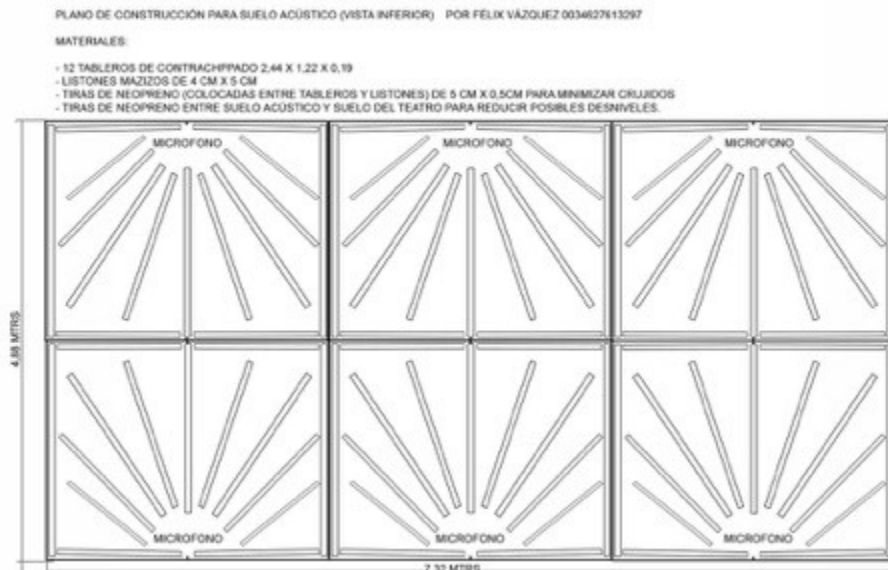 PLANO DE CONSTRUCCIÓN PARA SUELO ACÚSTICO (VISTA INFERIOR) POR FÉLIX VÁZQUEZ 0034627613297
MATERIALES:
- 12 TABLEROS DE CONTRACHPPADO 2,44 X 1,22 X 0,19
- LISTONES MAZIZOS DE 4 CM X 5 CM
- TIRAS DE NEOPRENO (COLOCADAS ENTRE TABLEROS Y LISTONES) DE 5 CM X 0,5CM PARA MINIMIZAR CRUJIDOS
- TIRAS DE NEOPRENO ENTRE SUELO ACÚSTICO Y SUELO DEL TEATRO PARA REDUCIR POSIBLES DESNIVELES.
MICROFONO MICROFONO MICROFONO
4,88 MTRS
MICROFONO MICROFONO MICROFONO
7,32 MTRS